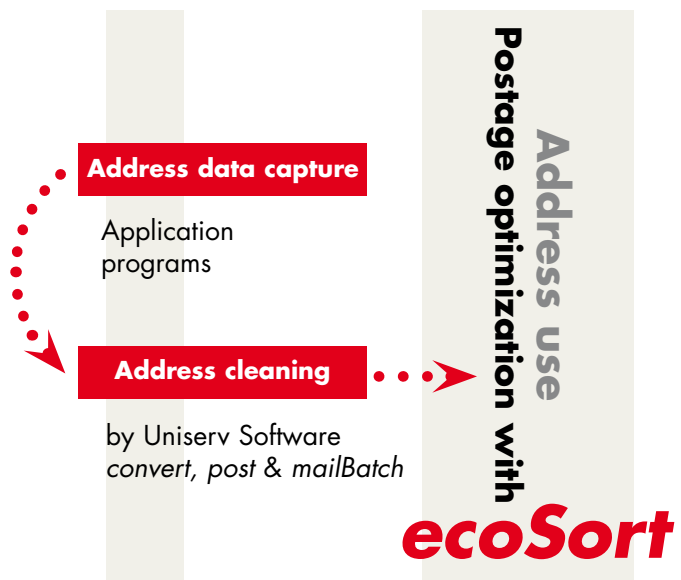 Address data capture
Application
programs
Address cleaning
by Uniserv Software
convert, post & mailBatch
Address use
Postage optimization with
ecoSort